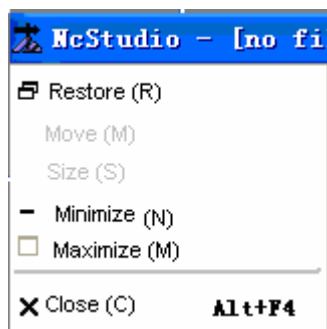 NcStudio - [no fi
Restore (R)
Move (M)
Size (S)
Minimize (N)
Maximize (M)
Close (C) Alt+F4